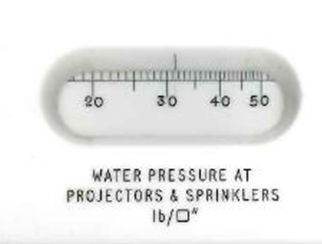 20 30 40 50
WATER PRESSURE AT
PROJECTORS & SPRINKLERS
lb/□"